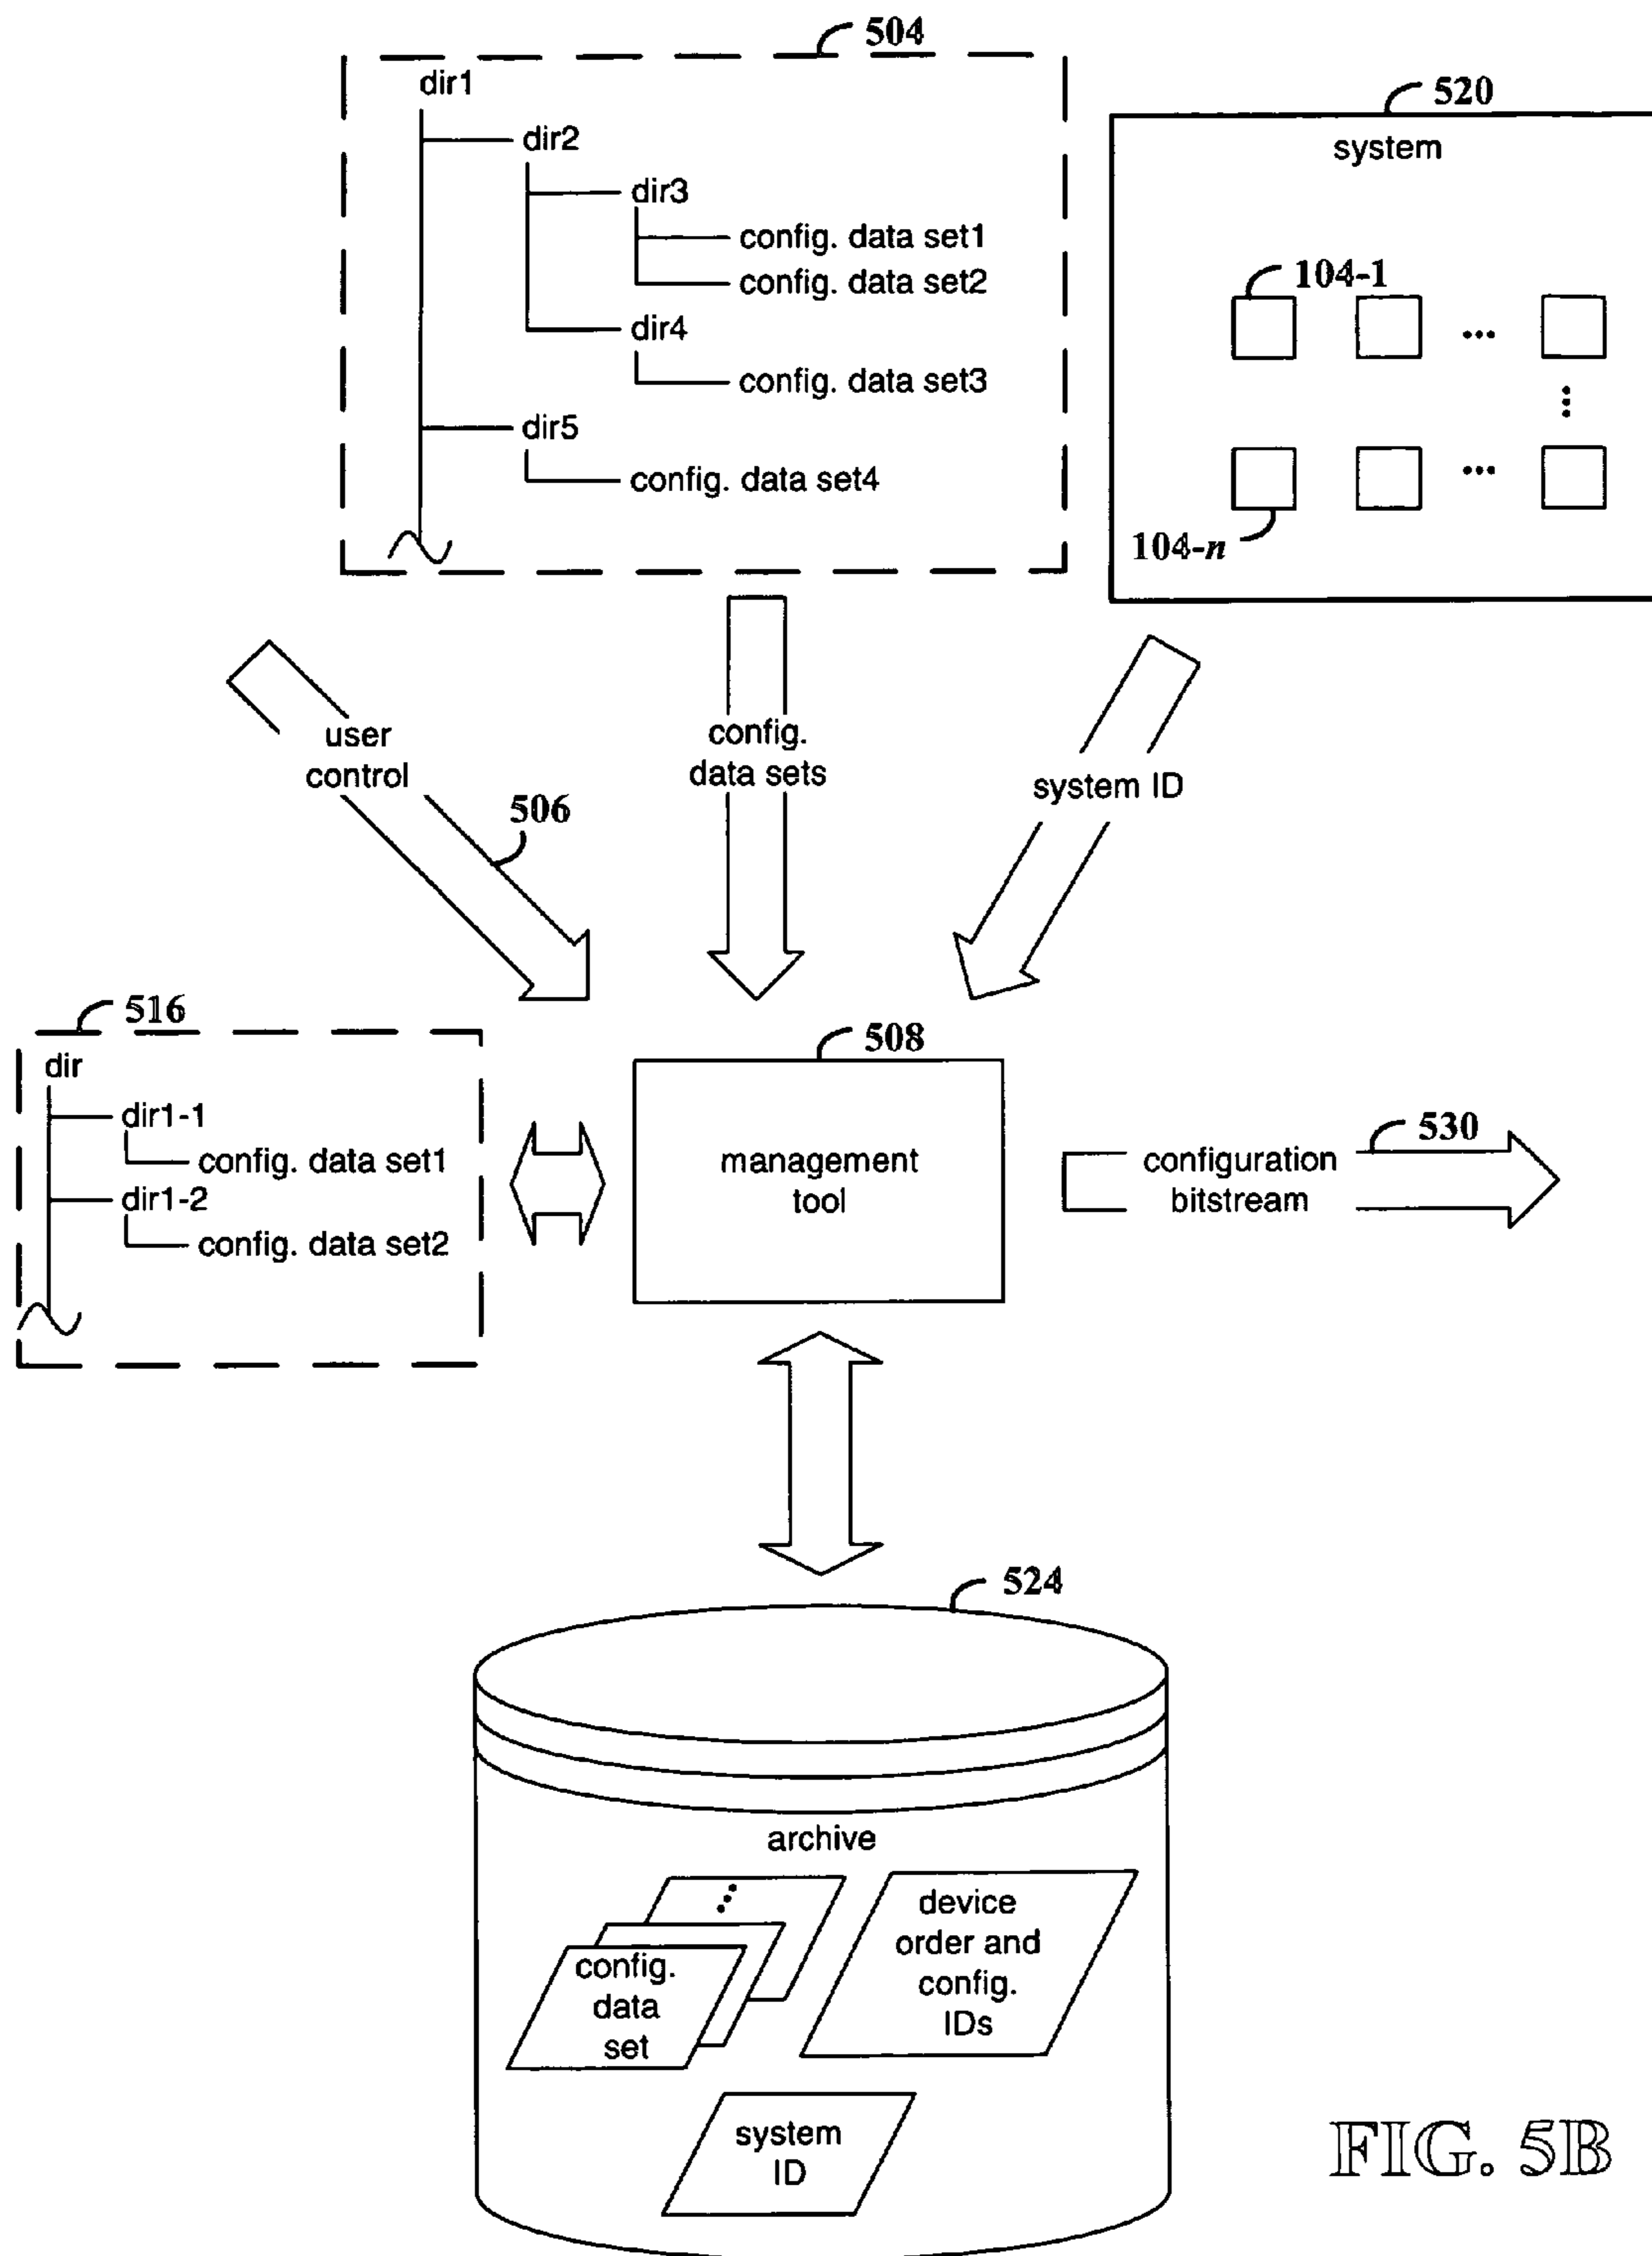 504
dir1
dir2
dir3
config. data set1
config. data set2
dir4
config. data set3
dir5
config. data set4
520
system
104-1
...
...
...
104-n
user
control
506
config.
data sets
system ID
516
dir
dir1-1
config. data set1
dir1-2
config. data set2
508
management
tool
530
configuration
bitstream
524
archive
...
config.
data
set
device
order and
config.
IDs
system
ID
FIG. 5B